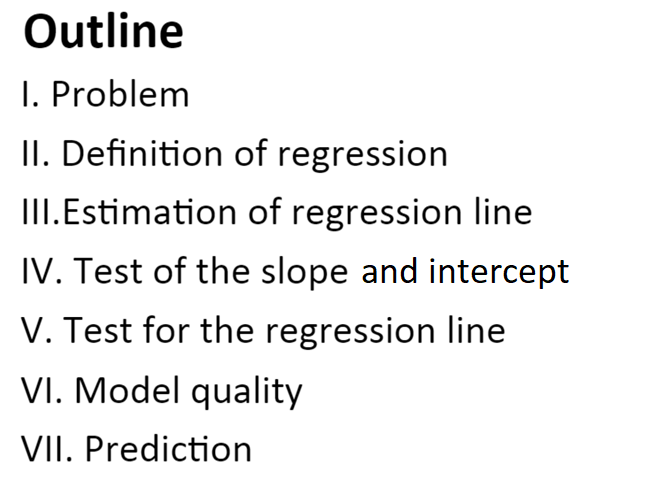 Outline
I. Problem
II. Definition of regression
III.Estimation of regression line
IV. Test of the slope and intercept
V. Test for the regression line
VI. Model quality
VII. Prediction